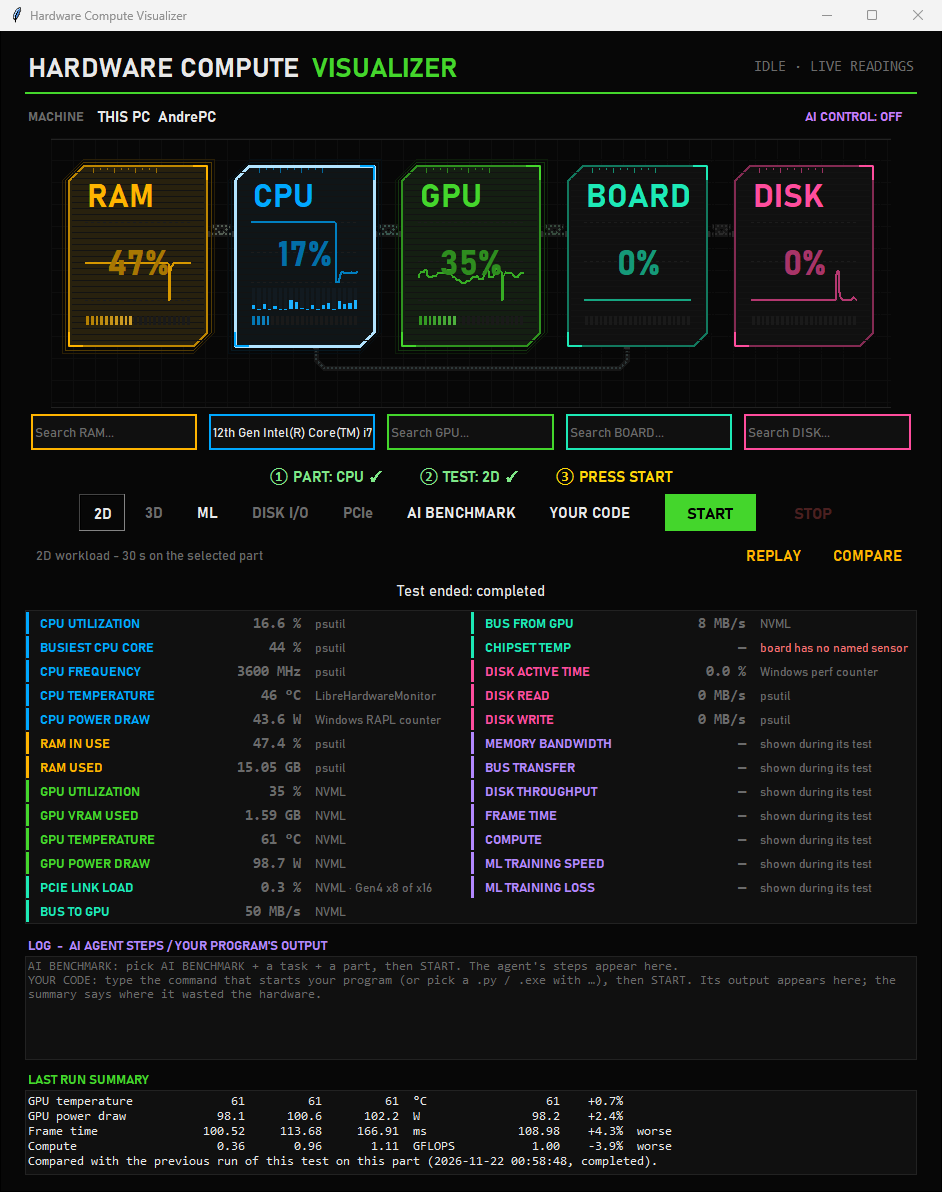 Hardware Compute Visualizer
HARDWARE COMPUTE VISUALIZER
IDLE · LIVE READINGS
MACHINE THIS PC AndrePC
AI CONTROL: OFF
RAM CPU GPU BOARD DISK
47% 17% 35% 0% 0%
Search RAM... 12th Gen Intel(R) Core(TM) i7 Search GPU... Search BOARD... Search DISK...
① PART: CPU ✓ ② TEST: 2D ✓ ③ PRESS START
2D 3D ML DISK I/O PCIe AI BENCHMARK YOUR CODE START STOP
2D workload - 30 s on the selected part
REPLAY COMPARE
Test ended: completed
CPU UTILIZATION 16.6 % psutil
BUSIEST CPU CORE 44 % psutil
CPU FREQUENCY 3600 MHz psutil
CPU TEMPERATURE 46 °C LibreHardwareMonitor
CPU POWER DRAW 43.6 W Windows RAPL counter
RAM IN USE 47.4 % psutil
RAM USED 15.05 GB psutil
GPU UTILIZATION 35 % NVML
GPU VRAM USED 1.59 GB NVML
GPU TEMPERATURE 61 °C NVML
GPU POWER DRAW 98.7 W NVML
PCIE LINK LOAD 0.3 % NVML · Gen4 x8 of x16
BUS TO GPU 50 MB/s NVML
BUS FROM GPU 8 MB/s NVML
CHIPSET TEMP — board has no named sensor
DISK ACTIVE TIME 0.0 % Windows perf counter
DISK READ 0 MB/s psutil
DISK WRITE 0 MB/s psutil
MEMORY BANDWIDTH — shown during its test
BUS TRANSFER — shown during its test
DISK THROUGHPUT — shown during its test
FRAME TIME — shown during its test
COMPUTE — shown during its test
ML TRAINING SPEED — shown during its test
ML TRAINING LOSS — shown during its test
LOG - AI AGENT STEPS / YOUR PROGRAM'S OUTPUT
AI BENCHMARK: pick AI BENCHMARK + a task + a part, then START. The agent's steps appear here.
YOUR CODE: type the command that starts your program (or pick a .py / .exe with …), then START. Its output appears here; the
summary says where it wasted the hardware.
LAST RUN SUMMARY
GPU temperature 61 61 61 °C 61 +0.7%
GPU power draw 98.1 100.6 102.2 W 98.2 +2.4%
Frame time 100.52 113.68 166.91 ms 108.98 +4.3% worse
Compute 0.36 0.96 1.11 GFLOPS 1.00 -3.9% worse
Compared with the previous run of this test on this part (2026-11-22 00:58:48, completed).